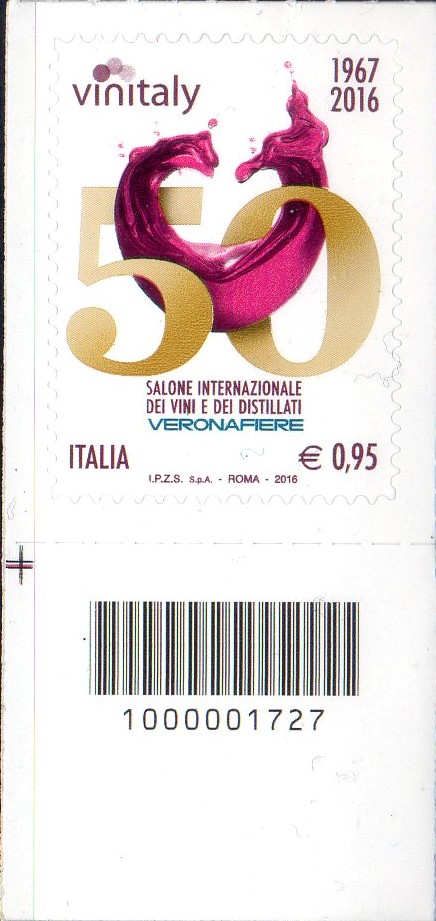 vinitaly
1967
2016
50
SALONE INTERNAZIONALE
DEI VINI E DEI DISTILLATI
VERONAFIERE
ITALIA
€ 0,95
I.P.Z.S. S.p.A. - ROMA - 2016
1000001727